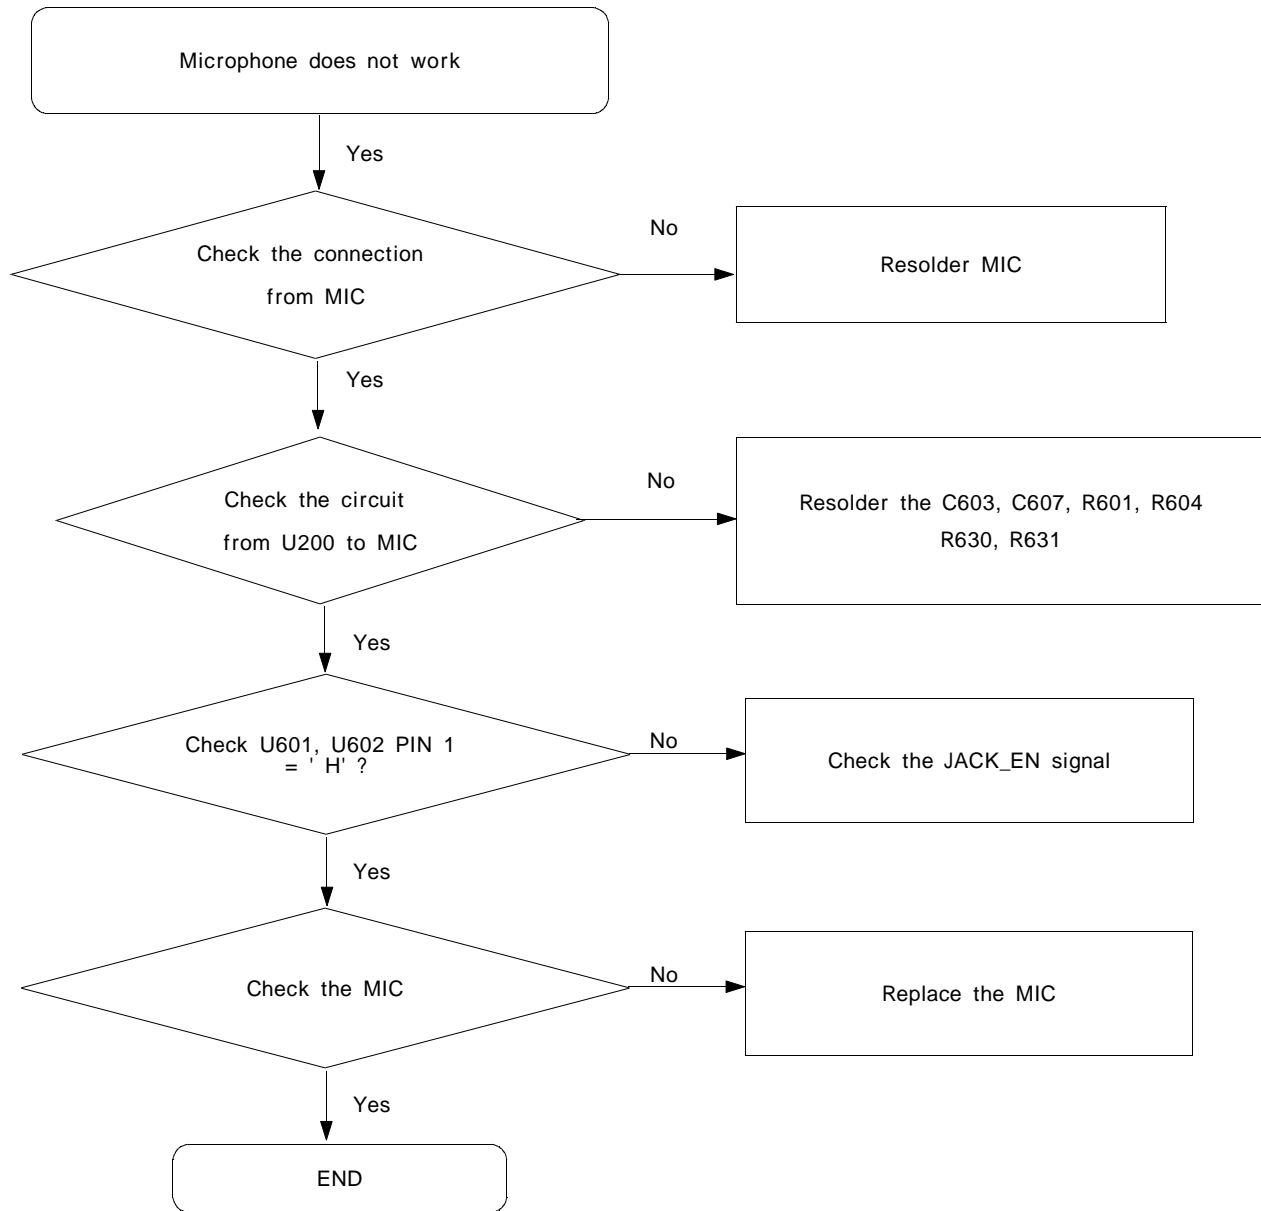 Microphone does not work
Yes
Check the connection
from MIC
No
Resolder MIC
Yes
Check the circuit
from U200 to MIC
No
Resolder the C603, C607, R601, R604
R630, R631
Yes
Check U601, U602 PIN 1
= ' H' ?
No
Check the JACK_EN signal
Yes
Check the MIC
No
Replace the MIC
Yes
END